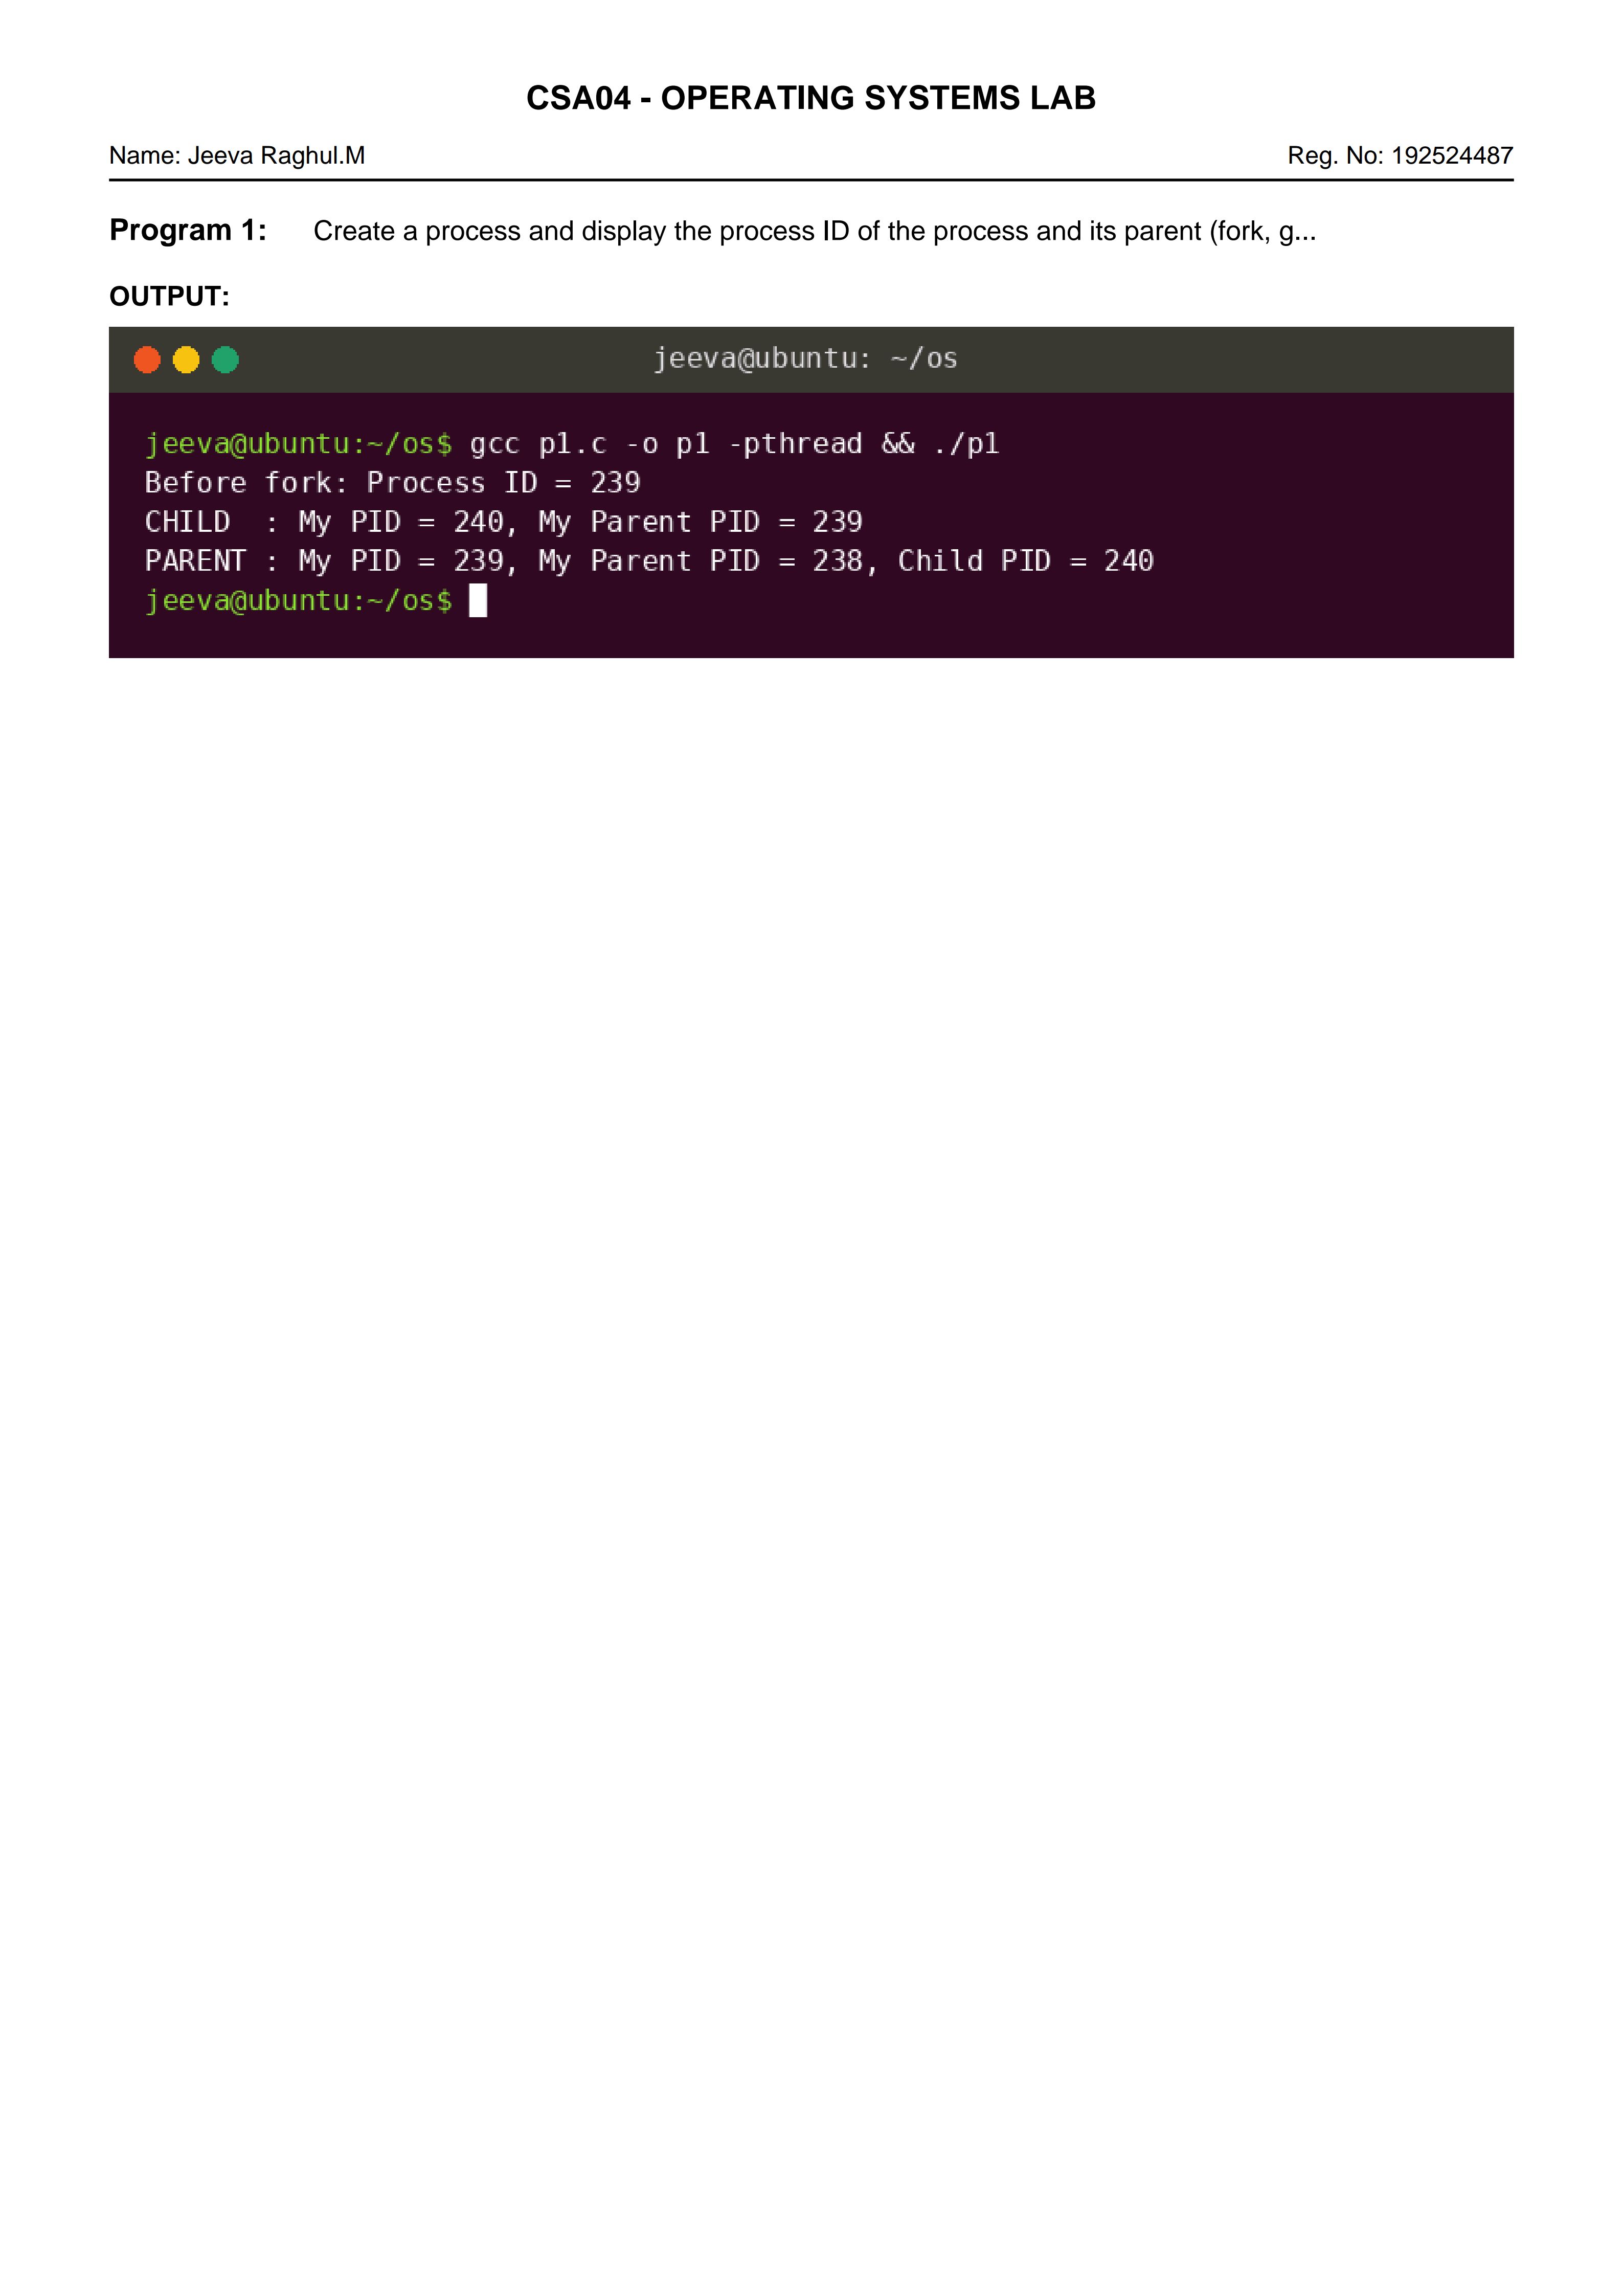 CSA04 - OPERATING SYSTEMS LAB
Name: Jeeva Raghul.M Reg. No: 192524487
Program 1: Create a process and display the process ID of the process and its parent (fork, g...
OUTPUT:
jeeva@ubuntu: ~/os
jeeva@ubuntu:~/os$ gcc p1.c -o p1 -pthread && ./p1
Before fork: Process ID = 239
CHILD  : My PID = 240, My Parent PID = 239
PARENT : My PID = 239, My Parent PID = 238, Child PID = 240
jeeva@ubuntu:~/os$